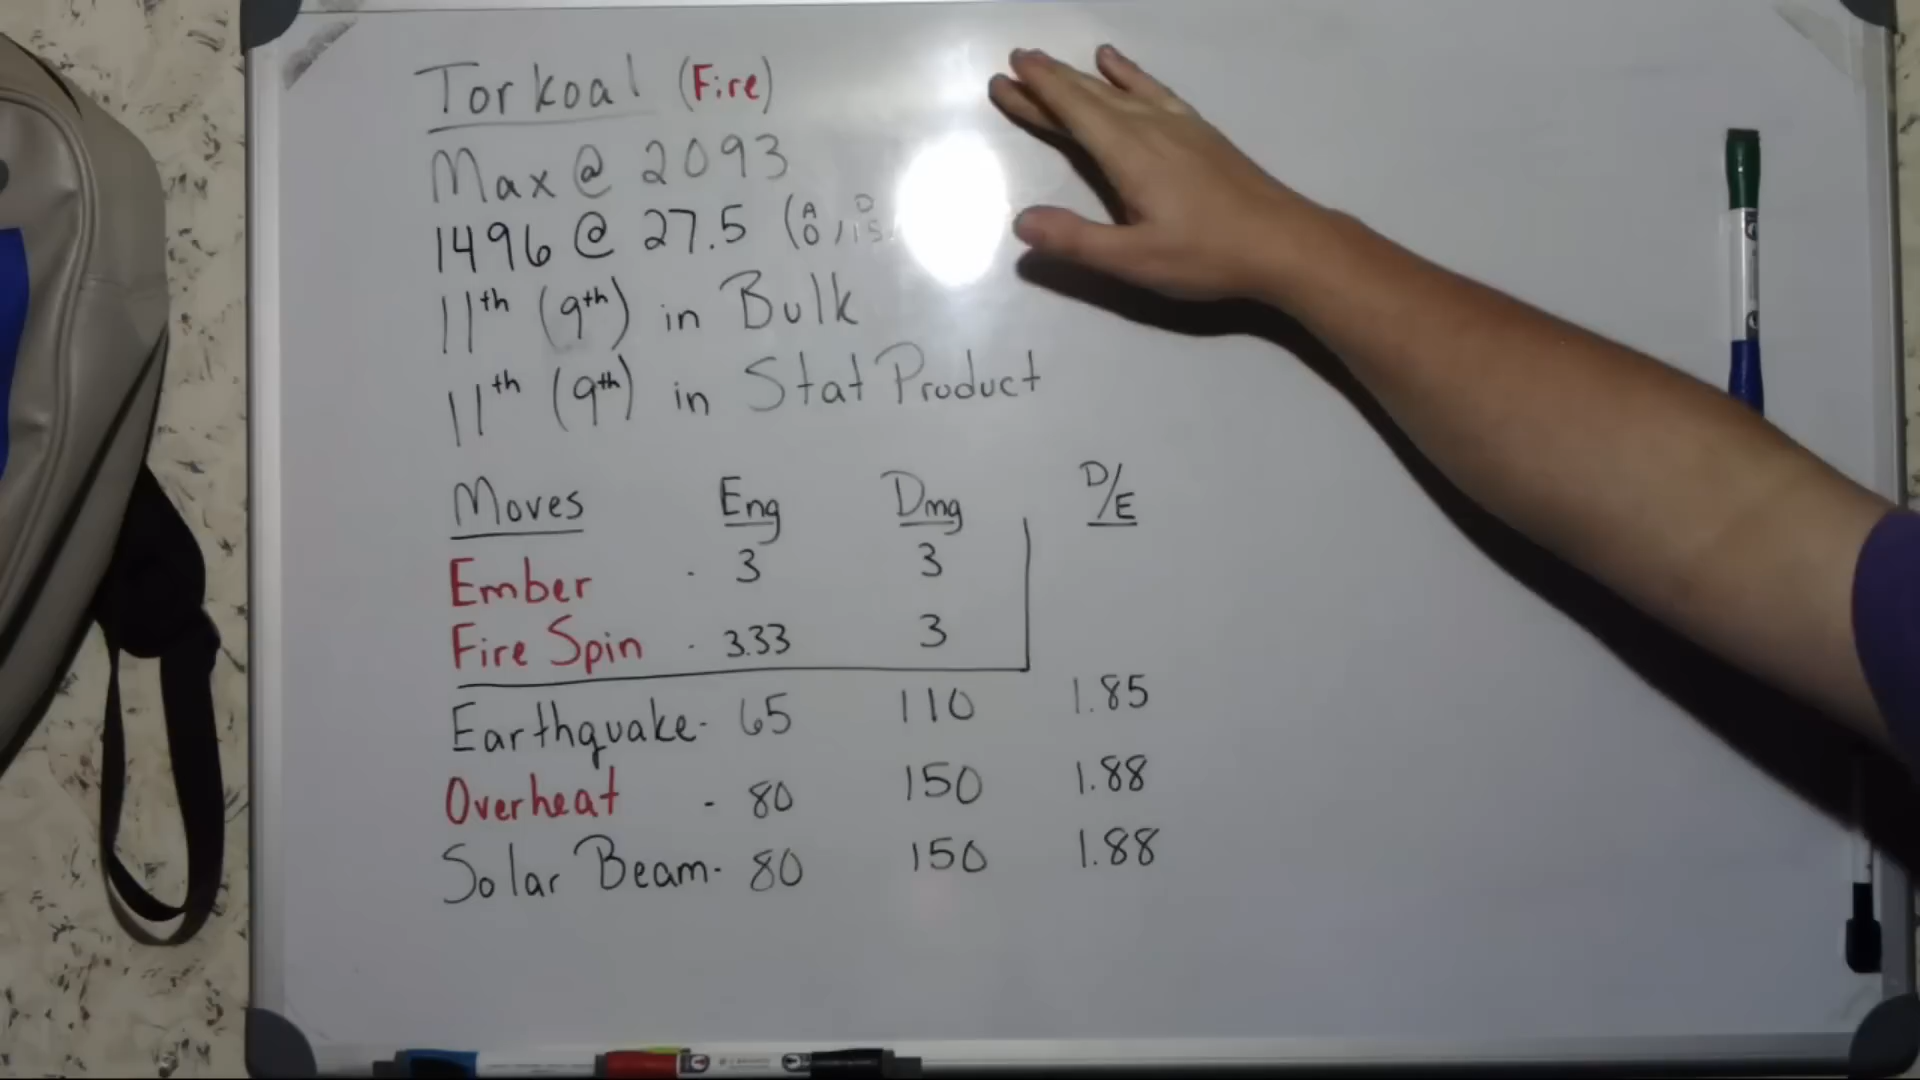 Torkoal (Fire)
Max @ 2093
1496 @ 27.5 (A 0, D 15
11th (9th) in Bulk
11th (9th) in Stat Product
Moves Eng Dmg D/E
Ember - 3 3
Fire Spin - 3.33 3
Earthquake - 65 110 1.85
Overheat - 80 150 1.88
Solar Beam - 80 150 1.88